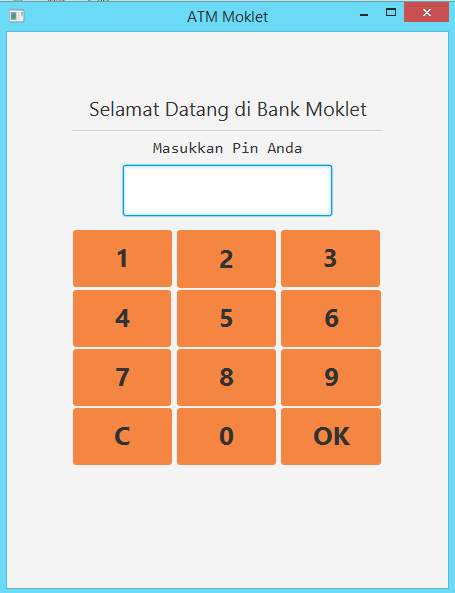 ATM Moklet
Selamat Datang di Bank Moklet
Masukkan Pin Anda
1 2 3
4 5 6
7 8 9
C 0 OK